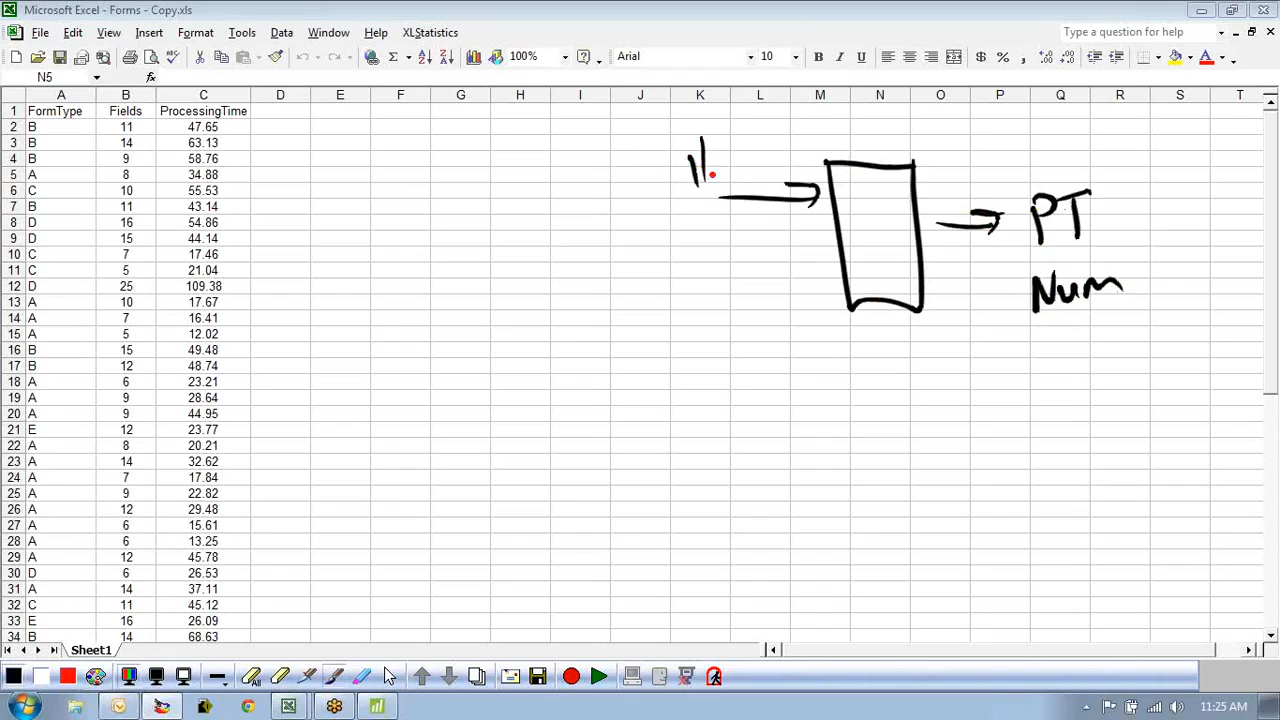 Microsoft Excel - Forms - Copy.xls
File Edit View Insert Format Tools Data Window Help XLStatistics
Type a question for help
100% Arial 10 B I U $ %
N5 fx
A B C D E F G H I J K L M N O P Q R S T
1 FormType Fields ProcessingTime
2 B 11 47.65
3 B 14 63.13
4 B 9 58.76
5 A 8 34.88
6 C 10 55.53
7 B 11 43.14
8 D 16 54.86
9 D 15 44.14
10 C 7 17.46
11 C 5 21.04
12 D 25 109.38
13 A 10 17.67
14 A 7 16.41
15 A 5 12.02
16 B 15 49.48
17 B 12 48.74
18 A 6 23.21
19 A 9 28.64
20 A 9 44.95
21 E 12 23.77
22 A 8 20.21
23 A 14 32.62
24 A 7 17.84
25 A 9 22.82
26 A 12 29.48
27 A 6 15.61
28 A 6 13.25
29 A 12 45.78
30 D 6 26.53
31 A 14 37.11
32 C 11 45.12
33 E 16 26.09
34 B 14 68.63
PT
Num
Sheet1
All
11:25 AM